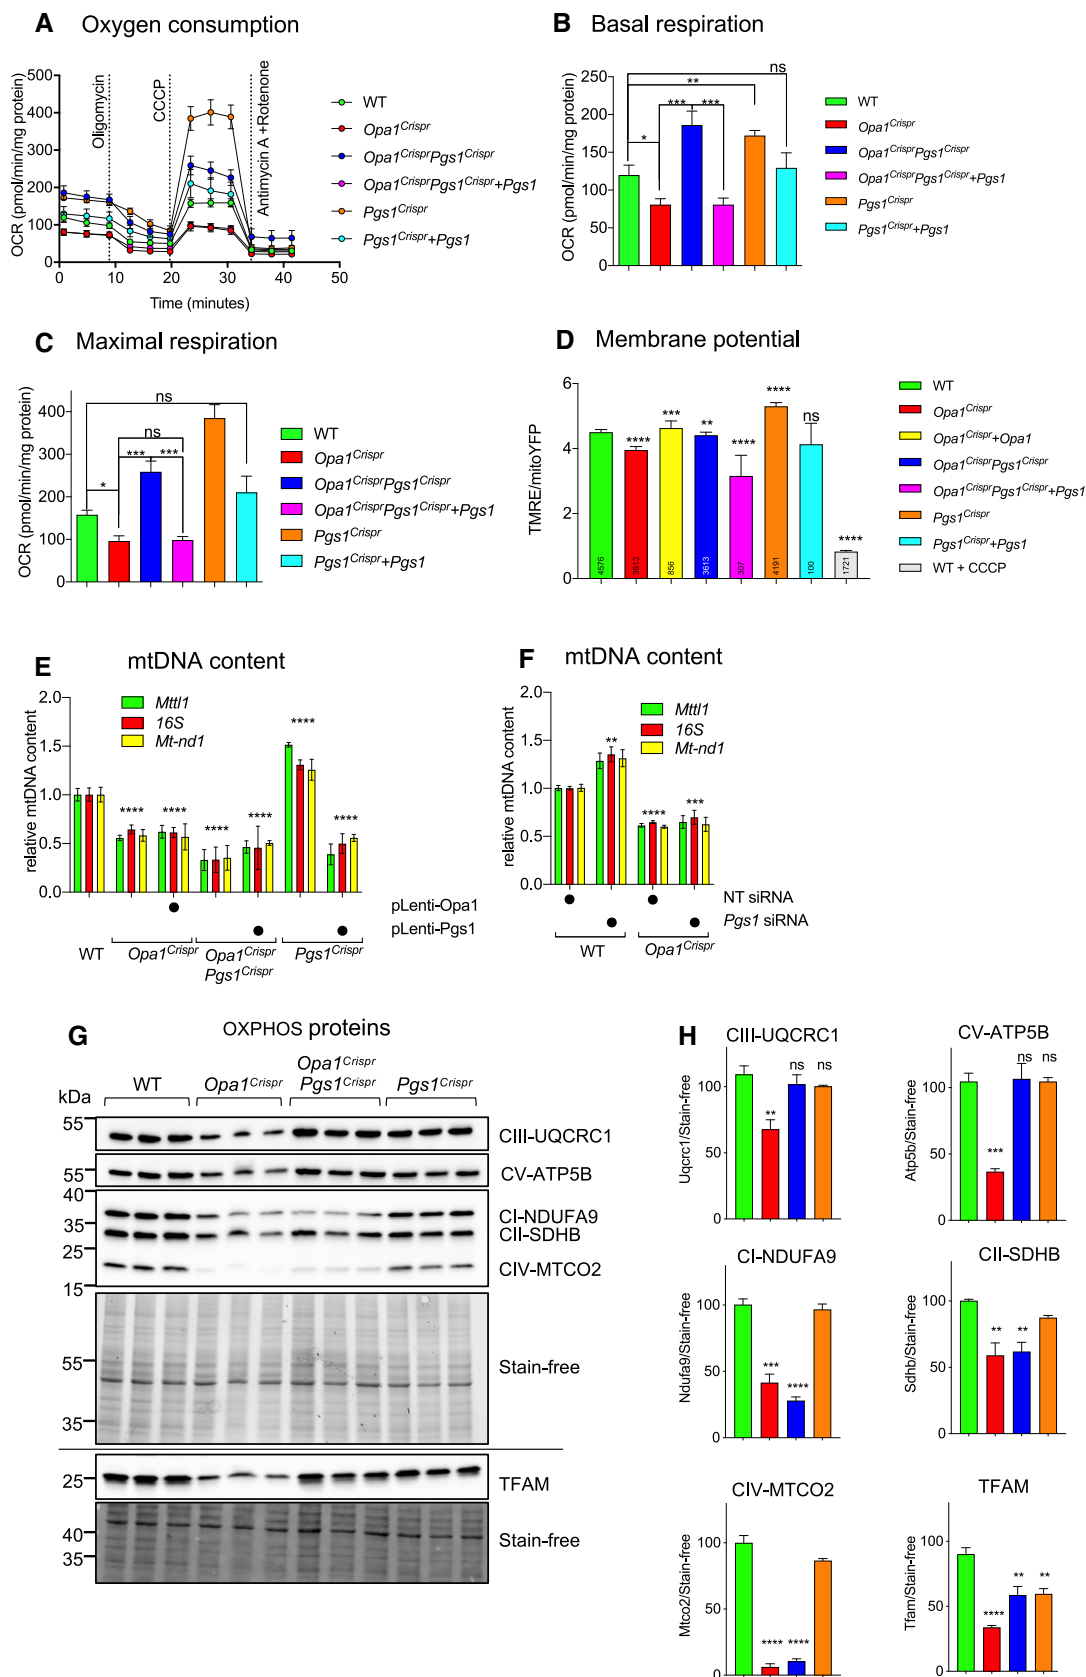 A Oxygen consumption
OCR (pmol/min/mg protein)
500
400
300
200
100
0
0 10 20 30 40 50
Time (minutes)
Oligomycin
CCCP
Antimycin A +Rotenone
WT
Opa1Crispr
Opa1CrisprPgs1Crispr
Opa1CrisprPgs1Crispr+Pgs1
Pgs1Crispr
Pgs1Crispr+Pgs1
B Basal respiration
OCR (pmol/min/mg protein)
250
200
150
100
50
0
ns
**
*** ***
*
WT
Opa1Crispr
Opa1CrisprPgs1Crispr
Opa1CrisprPgs1Crispr+Pgs1
Pgs1Crispr
Pgs1Crispr+Pgs1
C Maximal respiration
OCR (pmol/min/mg protein)
400
300
200
100
0
ns
ns
*** ***
*
WT
Opa1Crispr
Opa1CrisprPgs1Crispr
Opa1CrisprPgs1Crispr+Pgs1
Pgs1Crispr
Pgs1Crispr+Pgs1
D Membrane potential
TMRE/mitoYFP
6
4
2
0
**** *** ** **** **** ns ****
4576 856 3613 307 4191 100 1721
WT
Opa1Crispr
Opa1Crispr+Opa1
Opa1CrisprPgs1Crispr
Opa1CrisprPgs1Crispr+Pgs1
Pgs1Crispr
Pgs1Crispr+Pgs1
WT + CCCP
E mtDNA content
relative mtDNA content
2.0
1.5
1.0
0.5
0.0
Mttl1
16S
Mt-nd1
**** **** **** **** **** ****
pLenti-Opa1
pLenti-Pgs1
WT Opa1Crispr Opa1Crispr Pgs1Crispr
Pgs1Crispr
F mtDNA content
relative mtDNA content
2.0
1.5
1.0
0.5
0.0
Mttl1
16S
Mt-nd1
** **** ***
NT siRNA
Pgs1 siRNA
WT Opa1Crispr
G OXPHOS proteins
kDa
WT Opa1Crispr Opa1Crispr Pgs1Crispr
Pgs1Crispr
55
CIII-UQCRC1
55
CV-ATP5B
40
35
25
15
CI-NDUFA9
CII-SDHB
CIV-MTCO2
55
35
Stain-free
25
TFAM
40
35
Stain-free
H CIII-UQCRC1
Uqcrc1/Stain-free
100
50
0
** ns ns
CV-ATP5B
Atp5b/Stain-free
100
50
0
*** ns ns
CI-NDUFA9
Ndufa9/Stain-free
100
50
0
*** ****
CII-SDHB
Sdhb/Stain-free
100
50
0
** **
CIV-MTCO2
Mtco2/Stain-free
100
50
0
**** ****
TFAM
Tfam/Stain-free
100
50
0
**** ** **